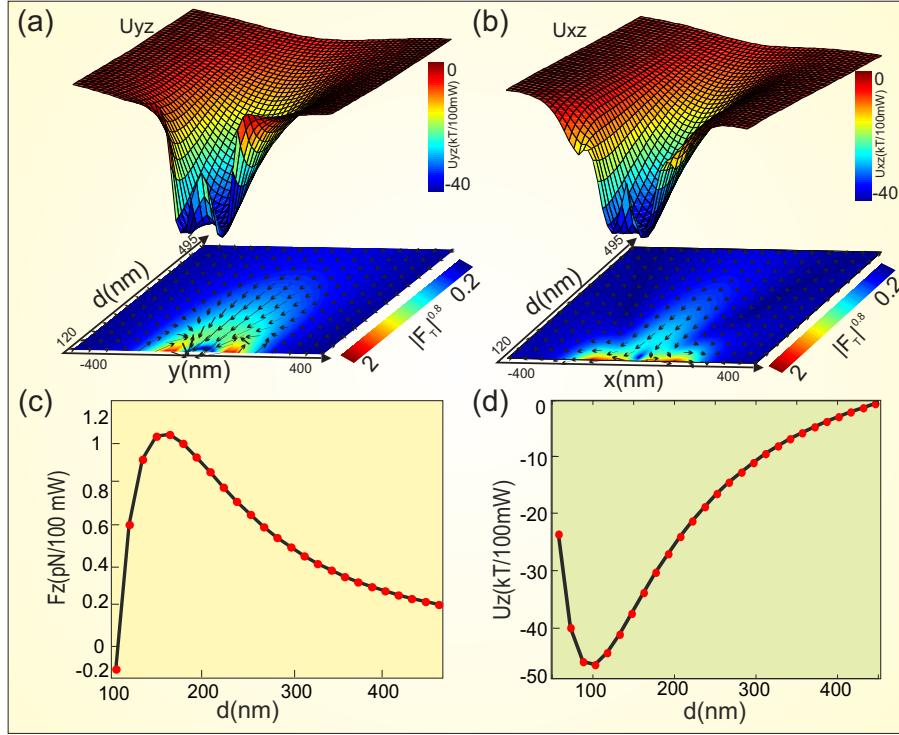 (a)
Uyz
0
Uyz(kT/100mW)
-40
495
d(nm)
120
-400
y(nm)
400
2
|F_T|^0.8
0.2
(b)
Uxz
0
Uxz(kT/100mW)
-40
495
d(nm)
120
-400
x(nm)
400
2
|F_T|^0.8
0.2
(c)
1.2
1
0.8
0.6
0.4
0.2
0
-0.2
Fz(pN/100 mW)
100
200
300
400
d(nm)
(d)
0
-10
-20
-30
-40
-50
Uz(kT/100mW)
100
200
300
400
d(nm)